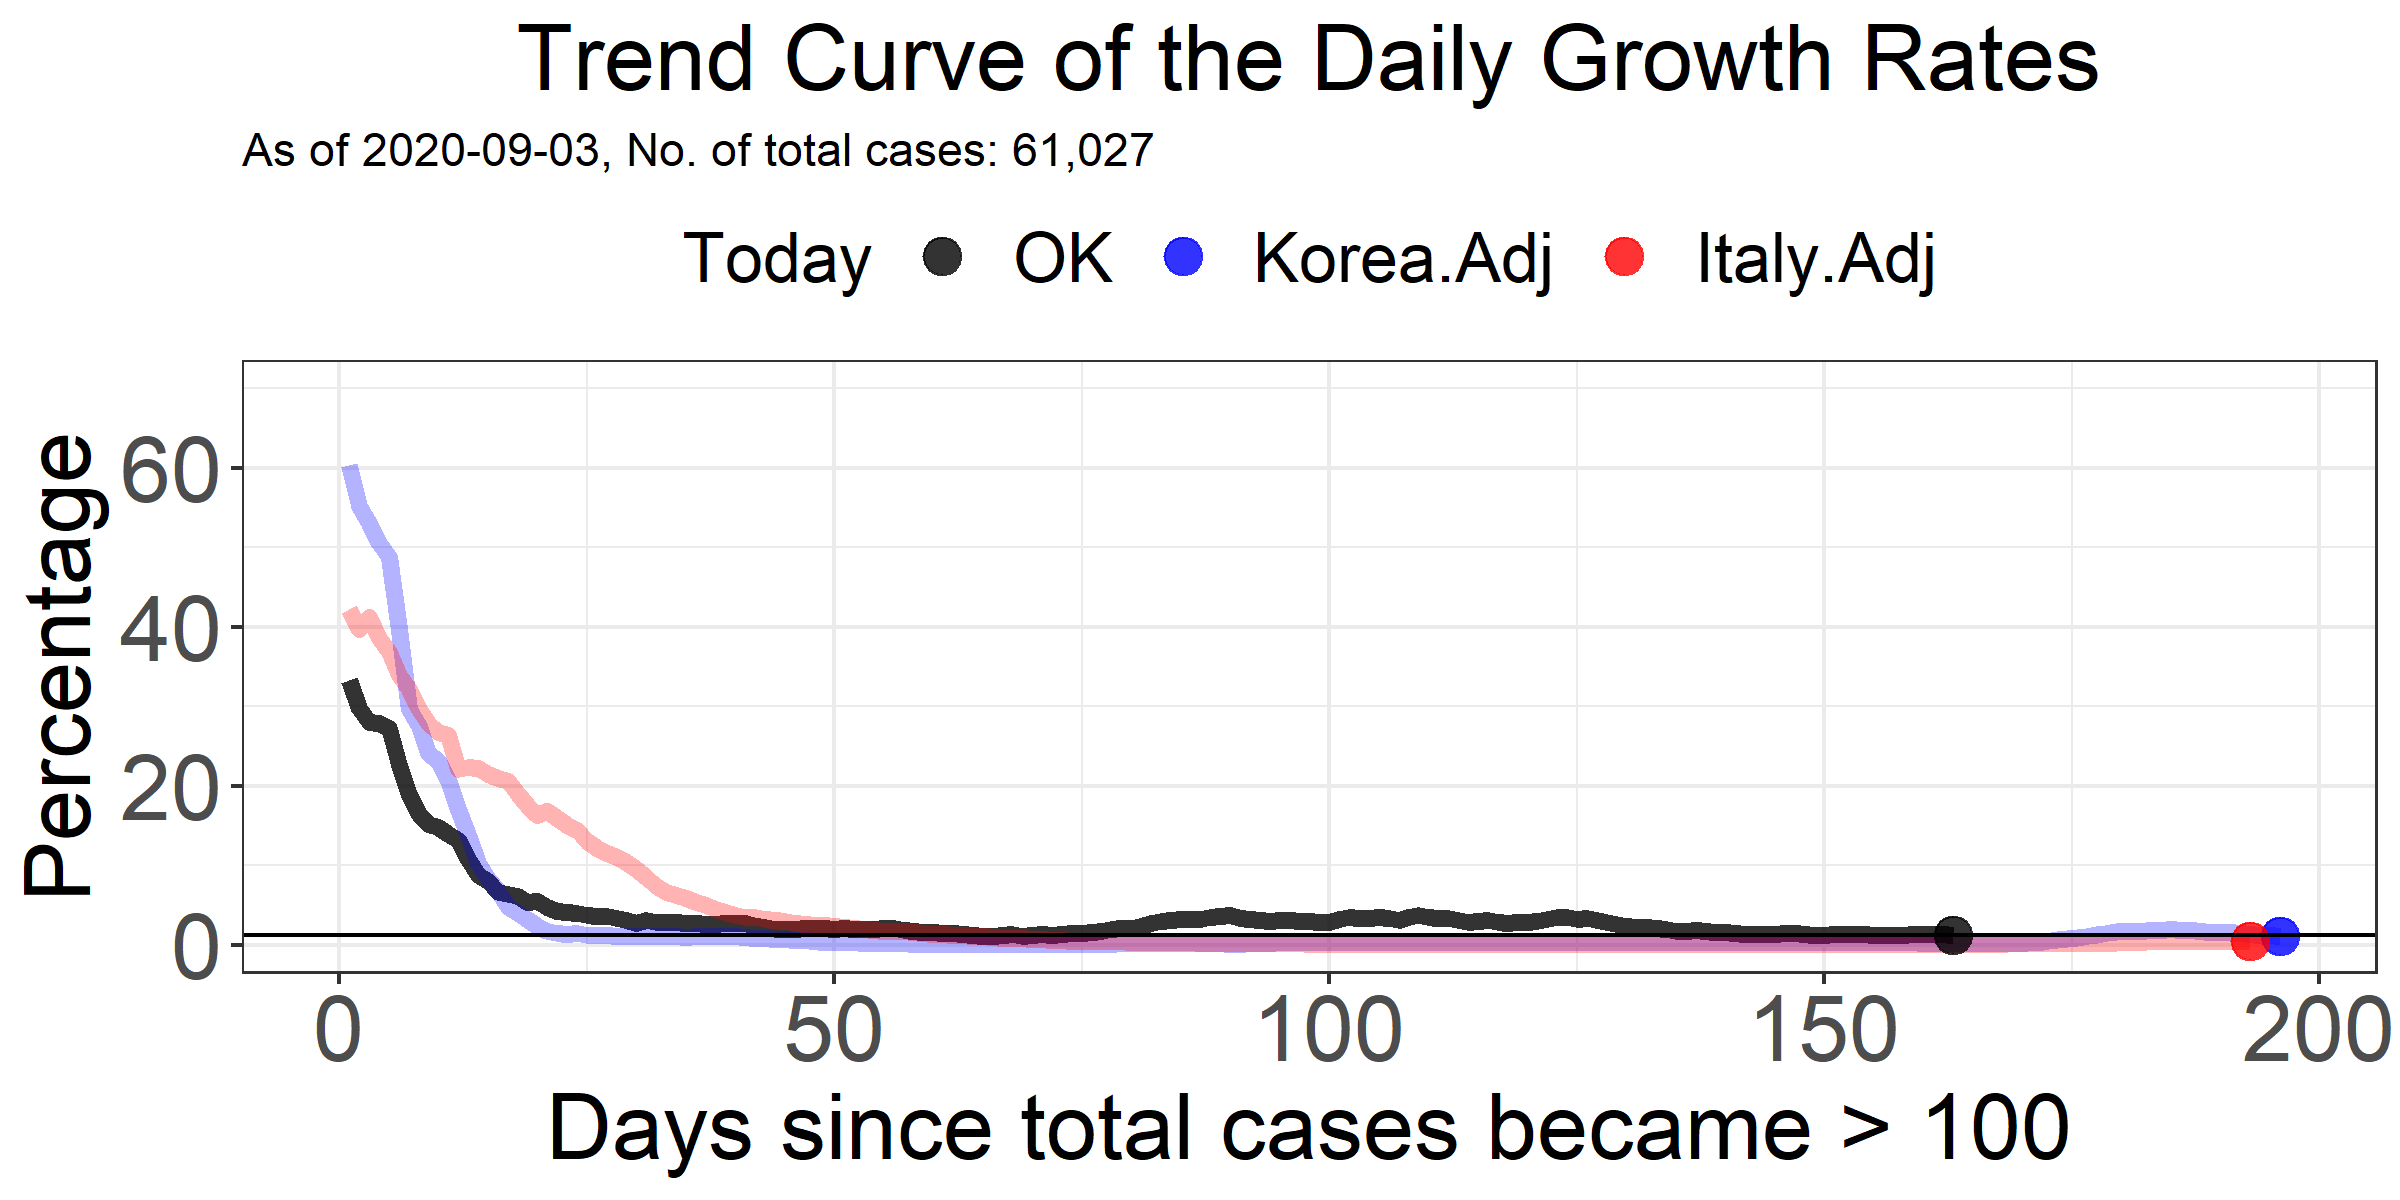 Trend Curve of the Daily Growth Rates
As of 2020-09-03, No. of total cases: 61,027
Today OK Korea.Adj Italy.Adj
Percentage
60
40
20
0
0 50 100 150 200
Days since total cases became > 100